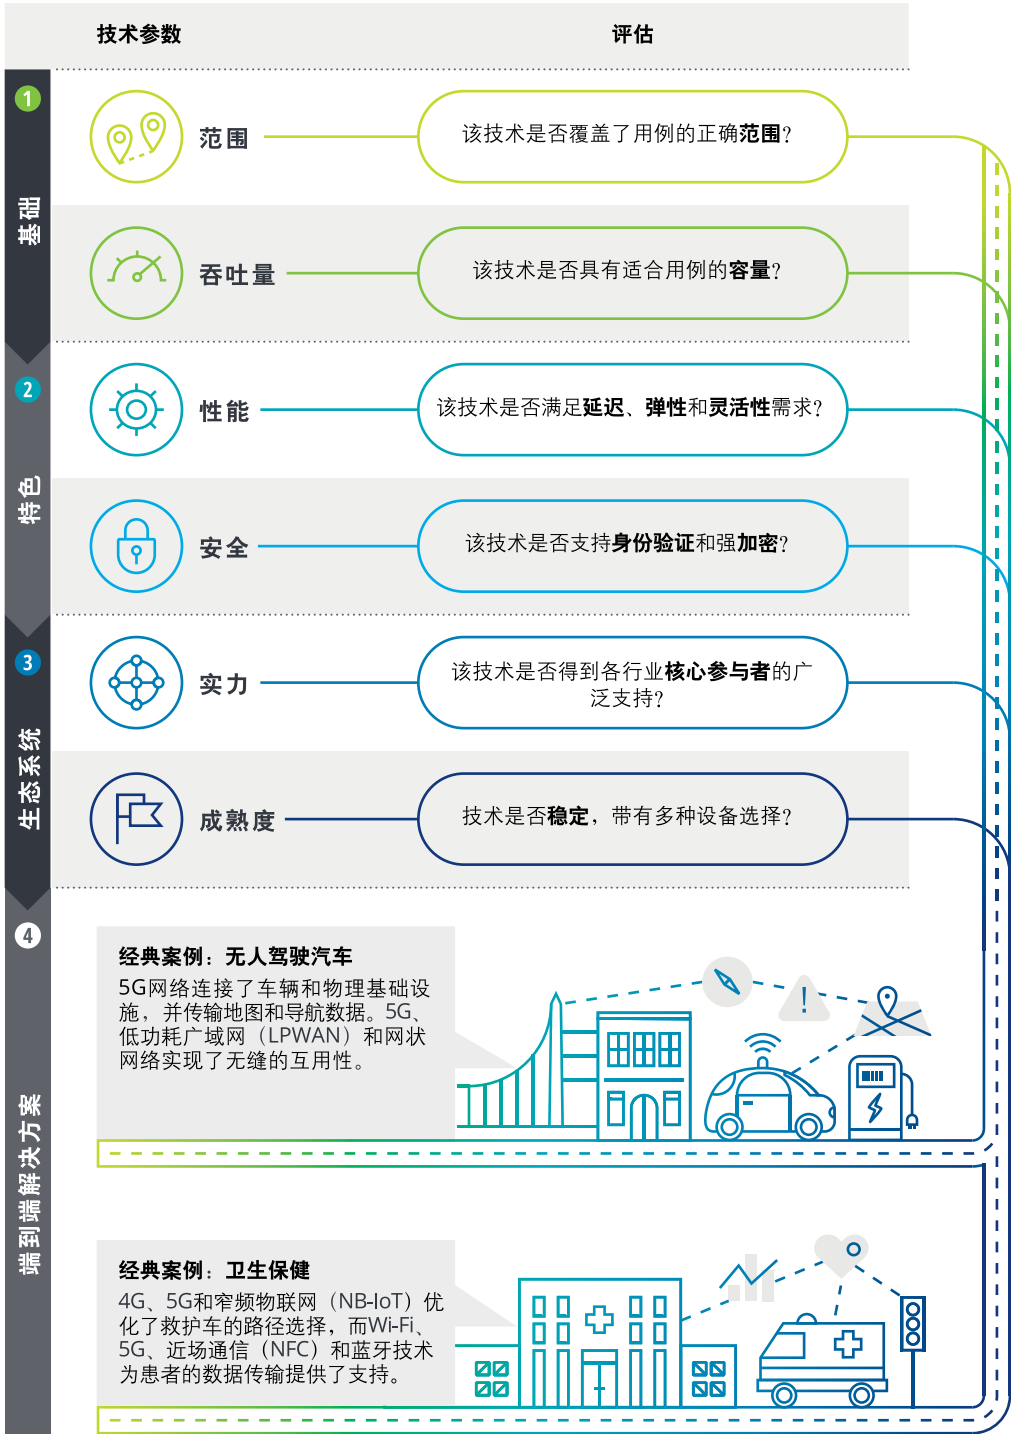 技术参数
评估
1
基础
范围
该技术是否覆盖了用例的正确范围?
吞吐量
该技术是否具有适合用例的容量?
2
特色
性能
该技术是否满足延迟、弹性和灵活性需求?
安全
该技术是否支持身份验证和强加密?
3
生态系统
实力
该技术是否得到各行业核心参与者的广
泛支持?
成熟度
技术是否稳定，带有多种设备选择?
4
端到端解决方案
经典案例：无人驾驶汽车
5G网络连接了车辆和物理基础设
施，并传输地图和导航数据。5G、
低功耗广域网（LPWAN）和网状
网络实现了无缝的互用性。
经典案例：卫生保健
4G、5G和窄频物联网（NB-IoT）优
化了救护车的路径选择，而Wi-Fi、
5G、近场通信（NFC）和蓝牙技术
为患者的数据传输提供了支持。